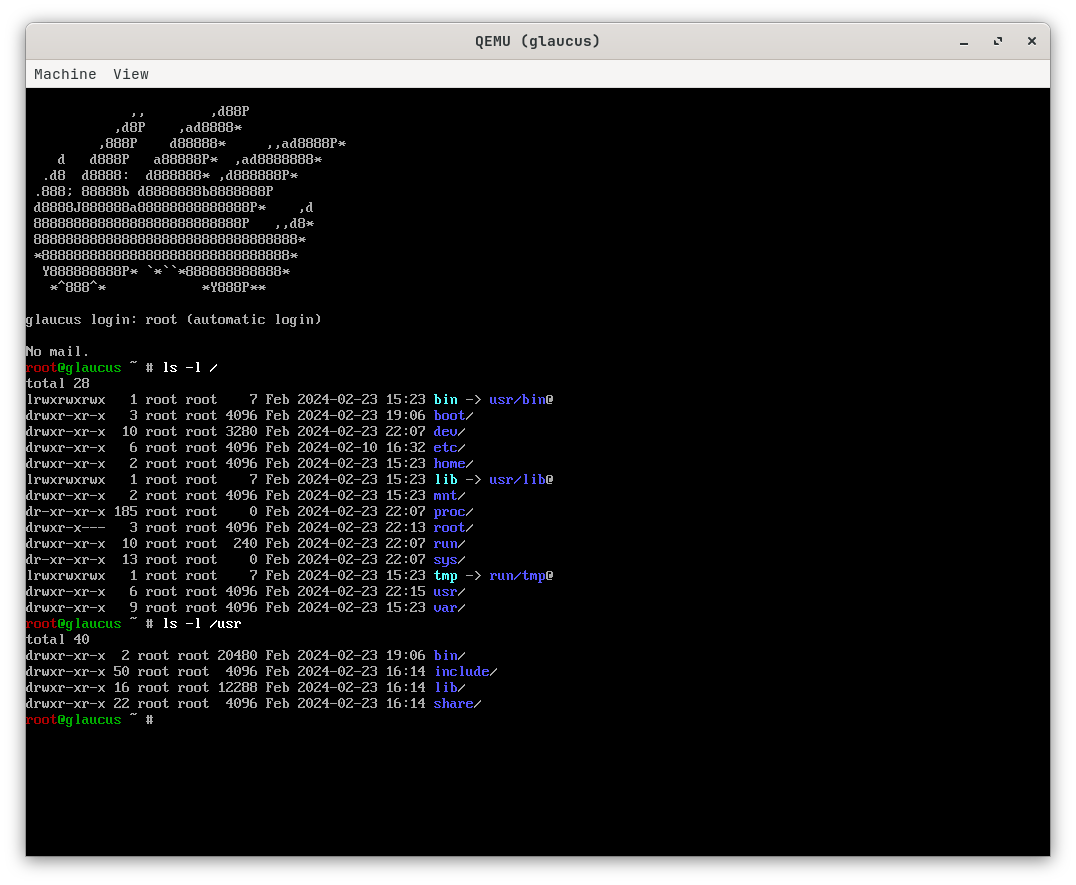 QEMU (glaucus)
Machine View
             ,,        ,d88P
           ,d8P    ,ad8888*
         ,888P    d88888*     ,,ad8888P*
    d   d888P   a88888P*  ,ad8888888*
  .d8  d8888:  d888888* ,d888888P*
 .888; 88888b d8888888b8888888P
 d8888J888888a88888888888888P*    ,d
 88888888888888888888888888P   ,,d8*
 888888888888888888888888888888888*
 *8888888888888888888888888888888*
  Y888888888P* `*``*888888888888*
   *^888^*            *Y888P**
glaucus login: root (automatic login)
No mail.
root@glaucus ~ # ls -l /
total 28
lrwxrwxrwx   1 root root    7 Feb 2024-02-23 15:23 bin -> usr/bin@
drwxr-xr-x   3 root root 4096 Feb 2024-02-23 19:06 boot/
drwxr-xr-x  10 root root 3280 Feb 2024-02-23 22:07 dev/
drwxr-xr-x   6 root root 4096 Feb 2024-02-10 16:32 etc/
drwxr-xr-x   2 root root 4096 Feb 2024-02-23 15:23 home/
lrwxrwxrwx   1 root root    7 Feb 2024-02-23 15:23 lib -> usr/lib@
drwxr-xr-x   2 root root 4096 Feb 2024-02-23 15:23 mnt/
dr-xr-xr-x 185 root root    0 Feb 2024-02-23 22:07 proc/
drwxr-x---   3 root root 4096 Feb 2024-02-23 22:13 root/
drwxr-xr-x  10 root root  240 Feb 2024-02-23 22:07 run/
dr-xr-xr-x  13 root root    0 Feb 2024-02-23 22:07 sys/
lrwxrwxrwx   1 root root    7 Feb 2024-02-23 15:23 tmp -> run/tmp@
drwxr-xr-x   6 root root 4096 Feb 2024-02-23 22:15 usr/
drwxr-xr-x   9 root root 4096 Feb 2024-02-23 15:23 var/
root@glaucus ~ # ls -l /usr
total 40
drwxr-xr-x  2 root root 20480 Feb 2024-02-23 19:06 bin/
drwxr-xr-x 50 root root  4096 Feb 2024-02-23 16:14 include/
drwxr-xr-x 16 root root 12288 Feb 2024-02-23 16:14 lib/
drwxr-xr-x 22 root root  4096 Feb 2024-02-23 16:14 share/
root@glaucus ~ #